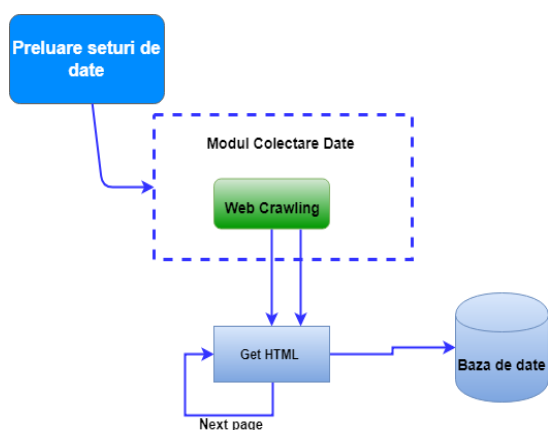 Preluare seturi de
date
Modul Colectare Date
Web Crawling
Get HTML
Baza de date
Next page